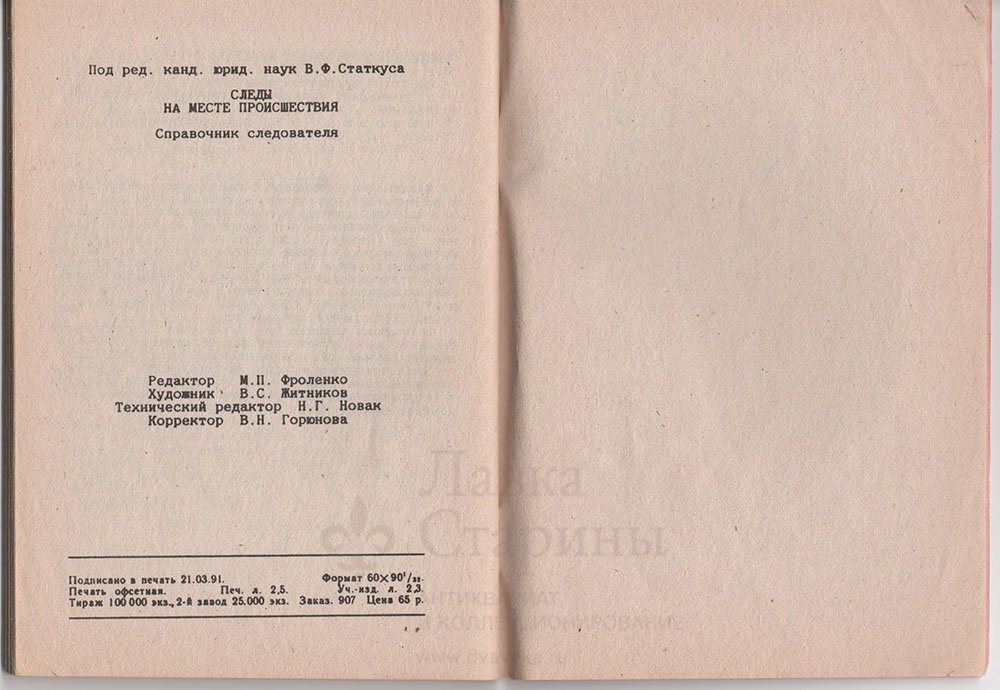 Под ред. канд. юрид. наук В.Ф.Статкуса
СЛЕДЫ
НА МЕСТЕ ПРОИСШЕСТВИЯ
Справочник следователя
Редактор М.П. Фроленко
Художник В.С. Житников
Технический редактор Н.Г. Новак
Корректор В.Н. Горюнова
Лавка
Старины
Подписано в печать 21.03.91. Формат 60×90¹/₃₂.
Печать офсетная. Печ. л. 2,5. Уч.-изд. л. 2,3.
Тираж 100 000 экз., 2-й завод 25.000 экз. Заказ. 907 Цена 65 р.
АНТИКВАРИАТ
И КОЛЛЕКЦИОНИРОВАНИЕ